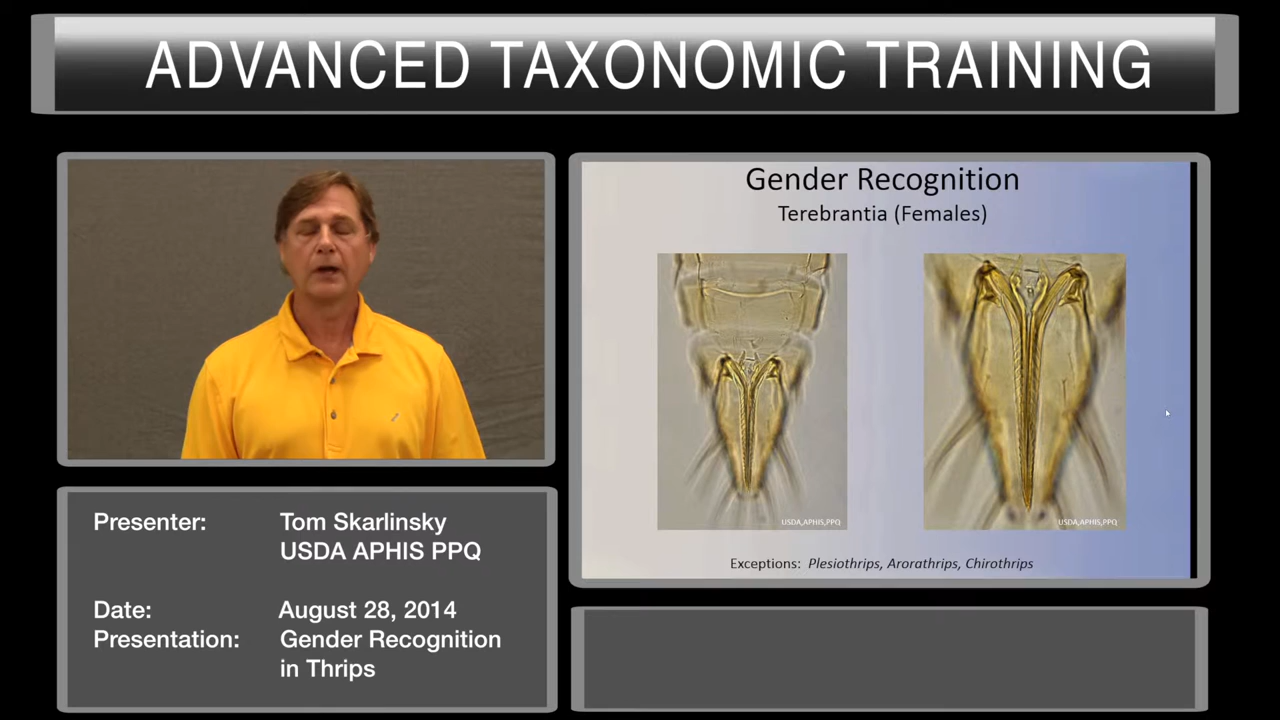 ADVANCED TAXONOMIC TRAINING
Gender Recognition
Terebrantia (Females)
USDA,APHIS,PPQ
USDA,APHIS,PPQ
Exceptions: Plesiothrips, Arorathrips, Chirothrips
Presenter: Tom Skarlinsky
USDA APHIS PPQ
Date: August 28, 2014
Presentation: Gender Recognition
in Thrips